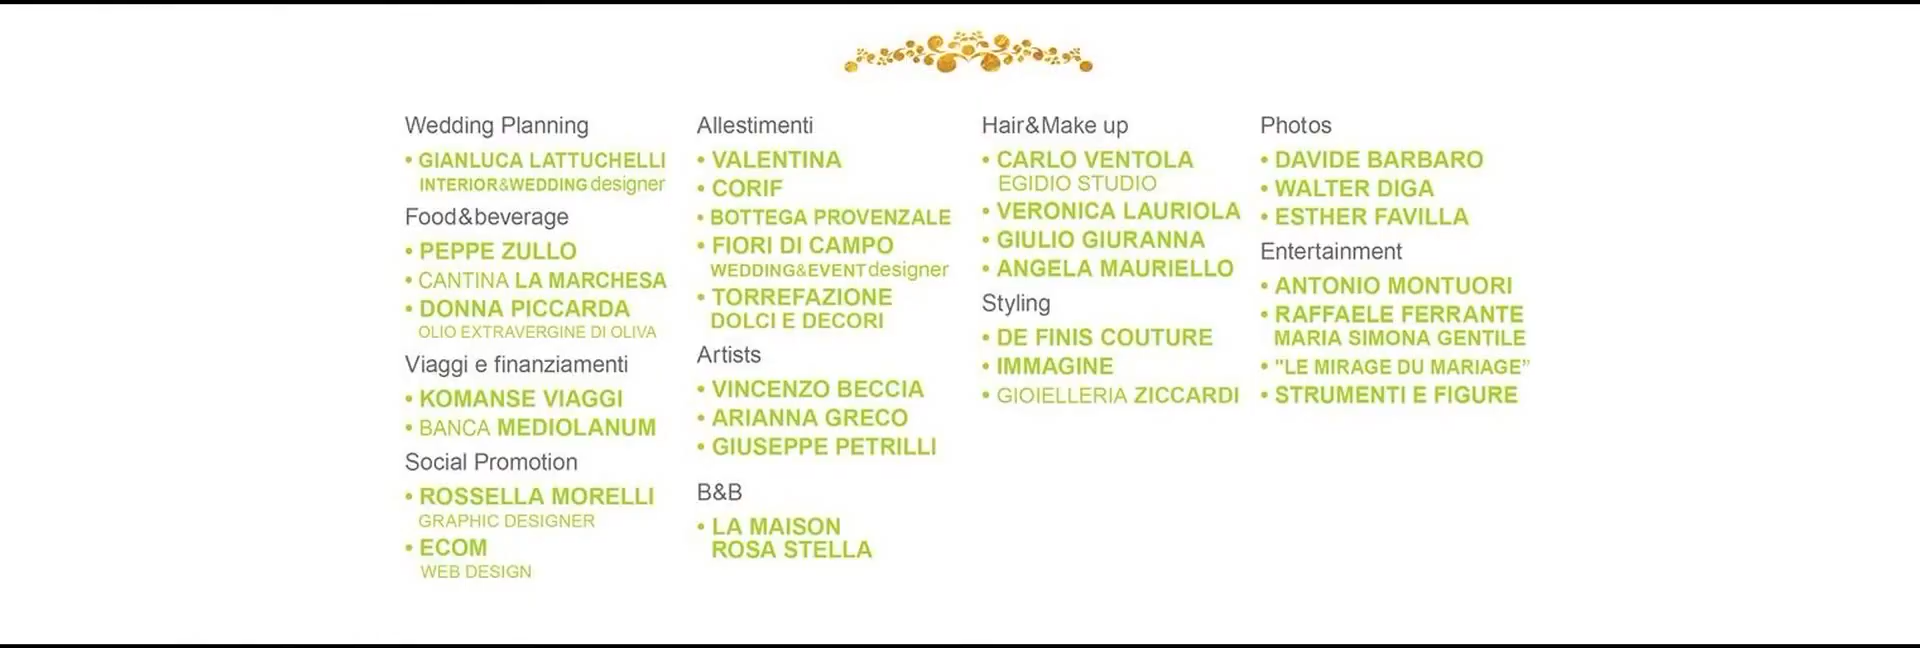 Wedding Planning
• GIANLUCA LATTUCHELLI
INTERIOR&WEDDING designer
Food&beverage
• PEPPE ZULLO
• CANTINA LA MARCHESA
• DONNA PICCARDA
OLIO EXTRAVERGINE DI OLIVA
Viaggi e finanziamenti
• KOMANSE VIAGGI
• BANCA MEDIOLANUM
Social Promotion
• ROSSELLA MORELLI
GRAPHIC DESIGNER
• ECOM
WEB DESIGN
Allestimenti
• VALENTINA
• CORIF
• BOTTEGA PROVENZALE
• FIORI DI CAMPO
WEDDING&EVENT designer
• TORREFAZIONE
DOLCI E DECORI
Artists
• VINCENZO BECCIA
• ARIANNA GRECO
• GIUSEPPE PETRILLI
B&B
• LA MAISON
ROSA STELLA
Hair&Make up
• CARLO VENTOLA
EGIDIO STUDIO
• VERONICA LAURIOLA
• GIULIO GIURANNA
• ANGELA MAURIELLO
Styling
• DE FINIS COUTURE
• IMMAGINE
• GIOIELLERIA ZICCARDI
Photos
• DAVIDE BARBARO
• WALTER DIGA
• ESTHER FAVILLA
Entertainment
• ANTONIO MONTUORI
• RAFFAELE FERRANTE
MARIA SIMONA GENTILE
• "LE MIRAGE DU MARIAGE”
• STRUMENTI E FIGURE